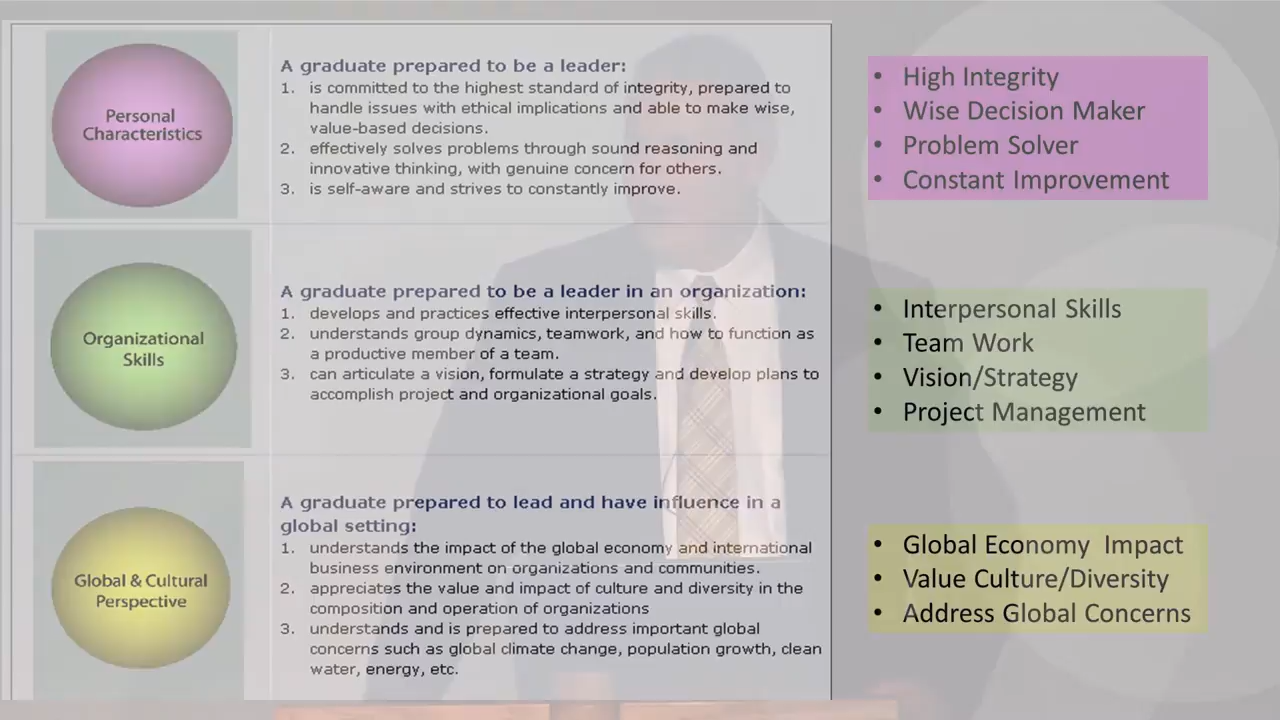 Personal
Characteristics
A graduate prepared to be a leader:
1. is committed to the highest standard of integrity, prepared to
handle issues with ethical implications and able to make wise,
value-based decisions.
2. effectively solves problems through sound reasoning and
innovative thinking, with genuine concern for others.
3. is self-aware and strives to constantly improve.
• High Integrity
• Wise Decision Maker
• Problem Solver
• Constant Improvement
Organizational
Skills
A graduate prepared to be a leader in an organization:
1. develops and practices effective interpersonal skills.
2. understands group dynamics, teamwork, and how to function as
a productive member of a team.
3. can articulate a vision, formulate a strategy and develop plans to
accomplish project and organizational goals.
• Interpersonal Skills
• Team Work
• Vision/Strategy
• Project Management
Global & Cultural
Perspective
A graduate prepared to lead and have influence in a
global setting:
1. understands the impact of the global economy and international
business environment on organizations and communities.
2. appreciates the value and impact of culture and diversity in the
composition and operation of organizations
3. understands and is prepared to address important global
concerns such as global climate change, population growth, clean
water, energy, etc.
• Global Economy  Impact
• Value Culture/Diversity
• Address Global Concerns